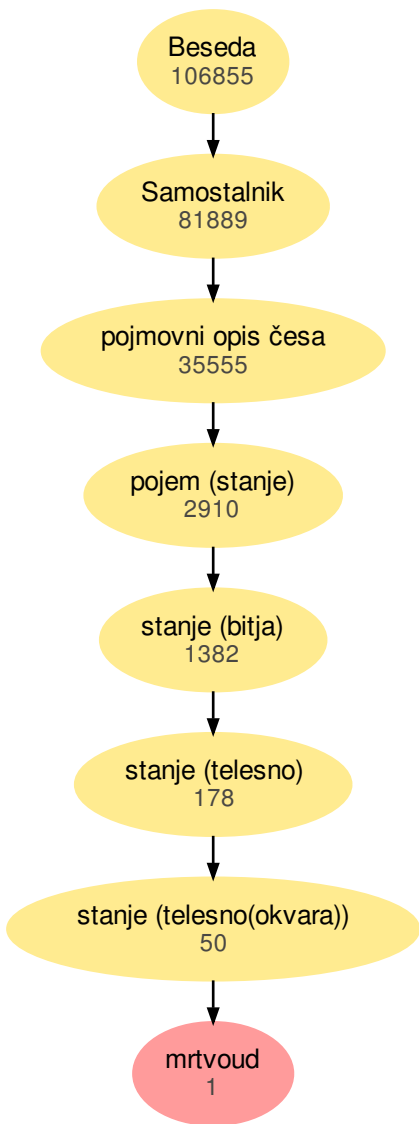 Beseda
106855
Samostalnik
81889
pojmovni opis česa
35555
pojem (stanje)
2910
stanje (bitja)
1382
stanje (telesno)
178
stanje (telesno(okvara))
50
mrtvoud
1